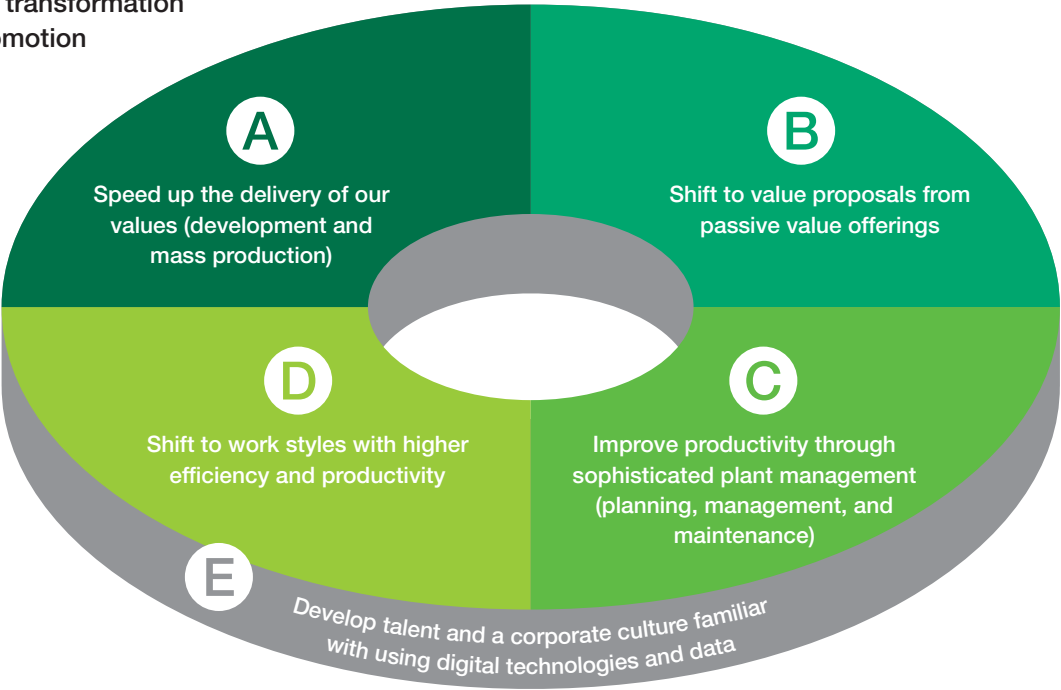 transformation
A
Speed up the delivery of our
values (development and
mass production)
B
Shift to value proposals from
passive value offerings
D
Shift to work styles with higher
efficiency and productivity
C
Improve productivity through
sophisticated plant management
(planning, management, and
maintenance)
E
Develop talent and a corporate culture familiar
with using digital technologies and data